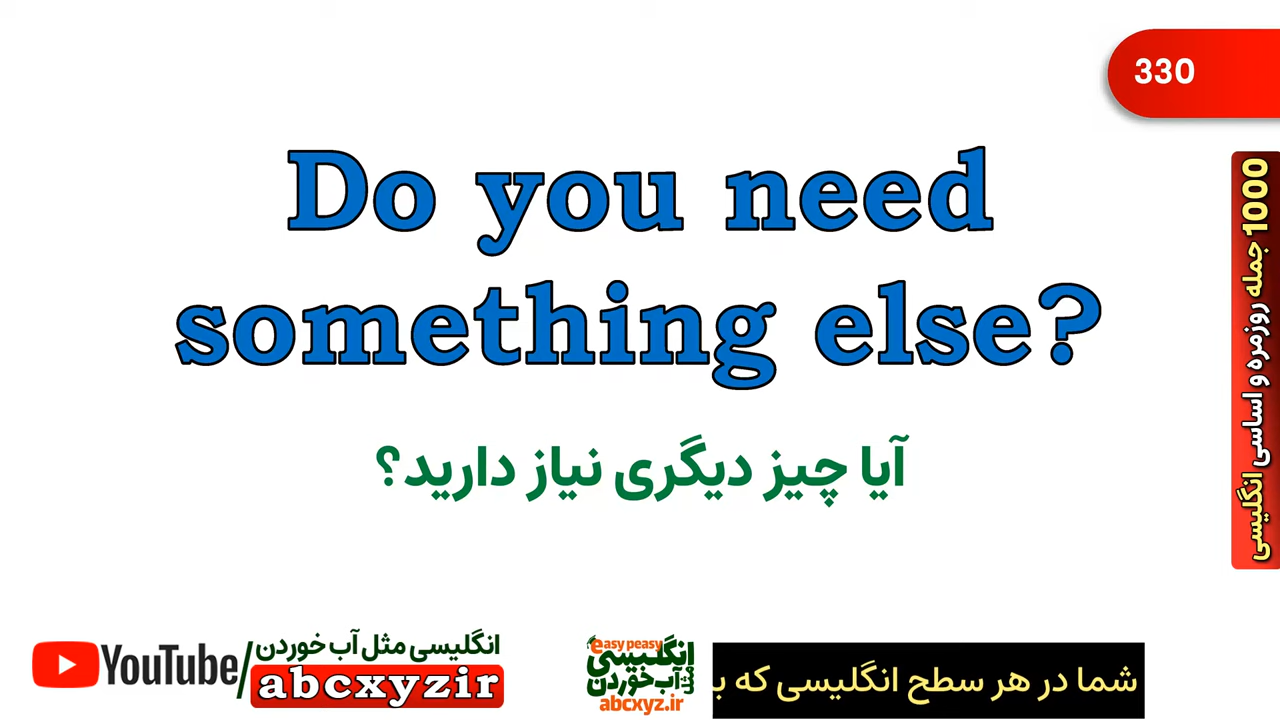 330
Do you need
something else?
آیا چیز دیگری نیاز دارید؟
1000 جمله روزمره و اساسی انگلیسی
YouTube/
انگلیسی مثل آب خوردن
abcxyzir
easy peasy
انگلیسی
مثل آب خوردن
abcxyz.ir
شما در هر سطح انگلیسی که ب